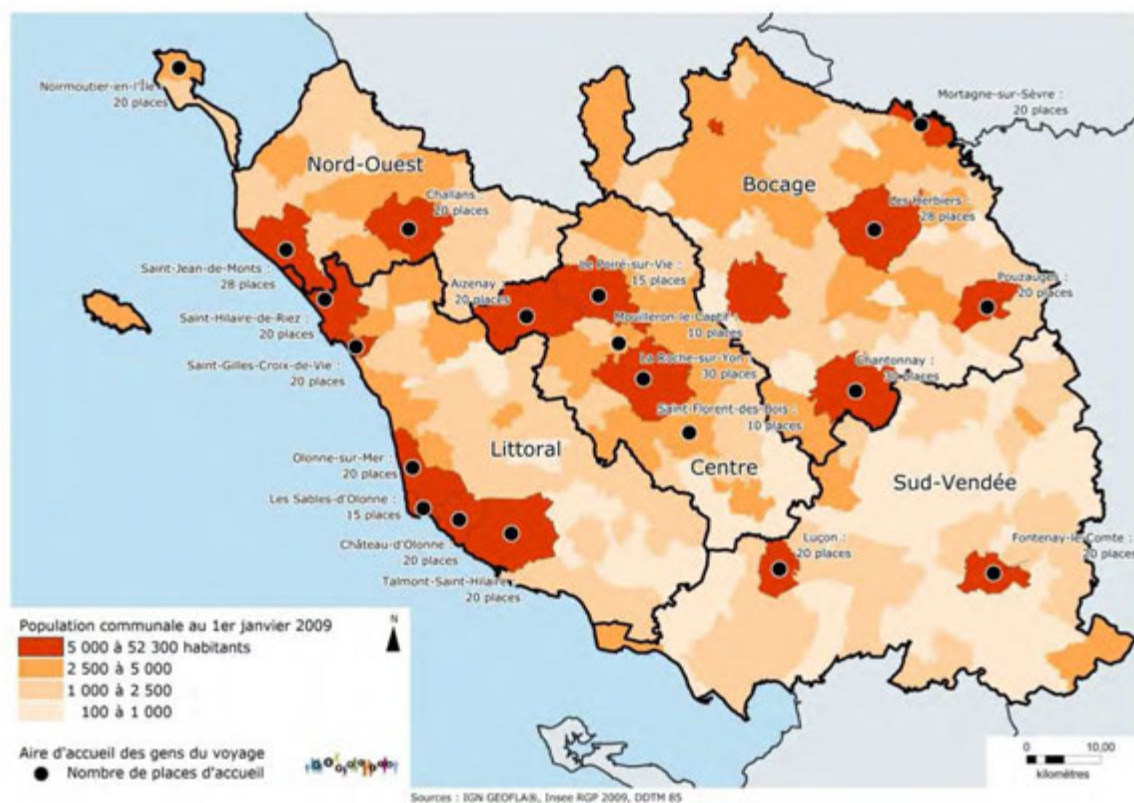 Noirmoutier-en-l'Île
20 places
Mortagne-sur-Sèvre :
20 places
Nord-Ouest
Challans
20 places
Bocage
Les Herbiers :
28 places
Saint-Jean-de-Monts :
28 places
Aizenay :
20 places
Le Poiré-sur-Vie :
15 places
Pouzauges :
20 places
Saint-Hilaire-de-Riez :
20 places
Mouilleron-le-Captif :
10 places
Saint-Gilles-Croix-de-Vie :
20 places
La Roche-sur-Yon :
30 places
Chantonnay :
places
Saint-Florent-des-Bois :
10 places
Littoral
Centre
Sud-Vendée
Olonne-sur-Mer :
20 places
Les Sables-d'Olonne :
15 places
Château-d'Olonne :
20 places
Talmont-Saint-Hilaire :
20 places
Luçon :
20 places
Fontenay-le-Comte :
20 places
Population communale au 1er janvier 2009
5 000 à 52 300 habitants
2 500 à 5 000
1 000 à 2 500
100 à 1 000
N
Aire d'accueil des gens du voyage
Nombre de places d'accueil
0 10,00
kilomètres
Sources : IGN GEOFLA®, Insee RGP 2009, DDTM 85